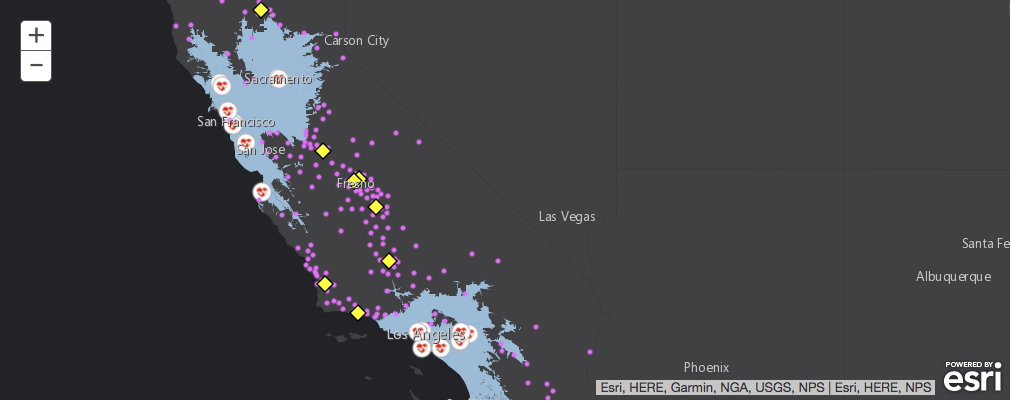 +
−
Carson City
Sacramento
San Francisco
San Jose
Fresno
Las Vegas
Santa Fe
Albuquerque
Los Angeles
Phoenix
POWERED BY
esri
Esri, HERE, Garmin, NGA, USGS, NPS | Esri, HERE, NPS